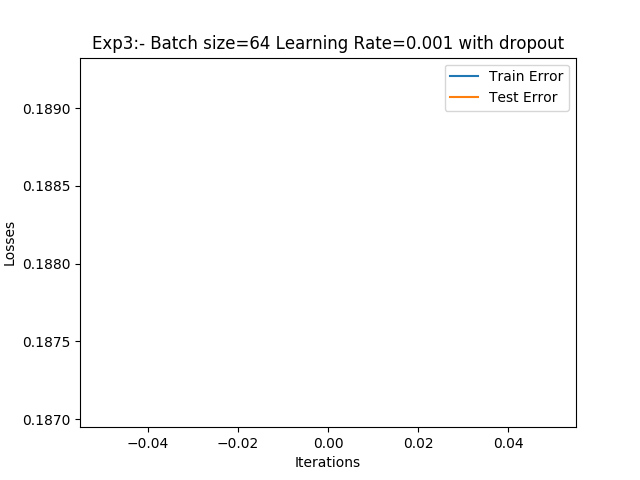 Exp3:- Batch size=64 Learning Rate=0.001 with dropout
Train Error
Test Error
0.1890
0.1885
0.1880
0.1875
0.1870
Losses
−0.04
−0.02
0.00
0.02
0.04
Iterations